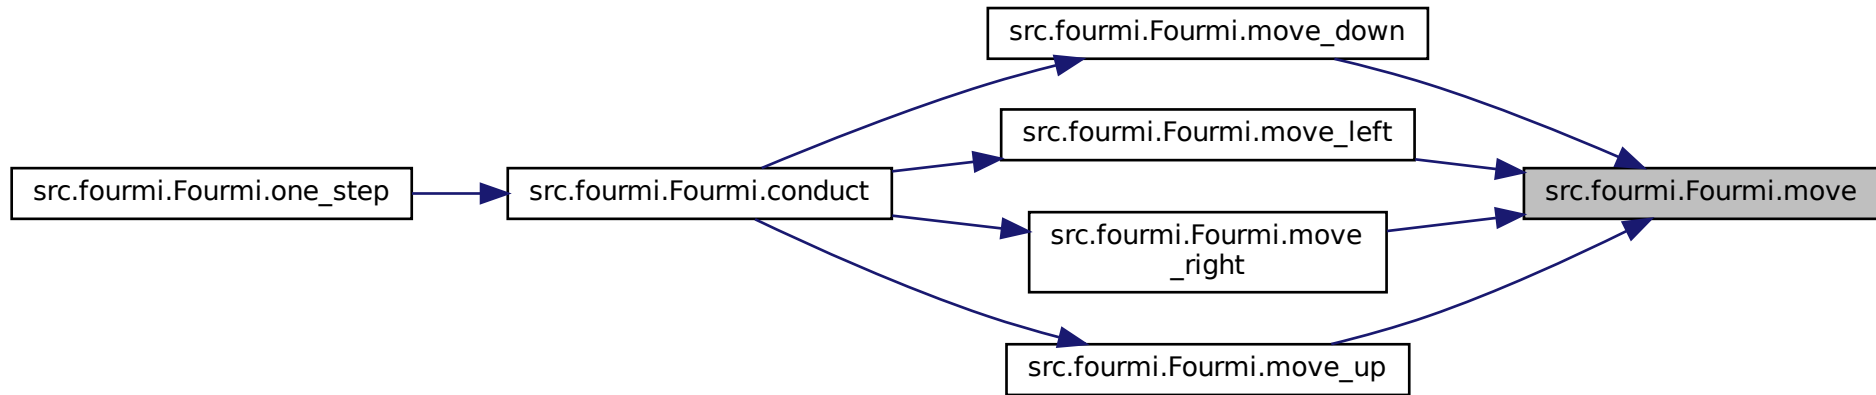 src.fourmi.Fourmi.move_down
src.fourmi.Fourmi.move_left
src.fourmi.Fourmi.one_step
src.fourmi.Fourmi.conduct
src.fourmi.Fourmi.move
src.fourmi.Fourmi.move
_right
src.fourmi.Fourmi.move_up